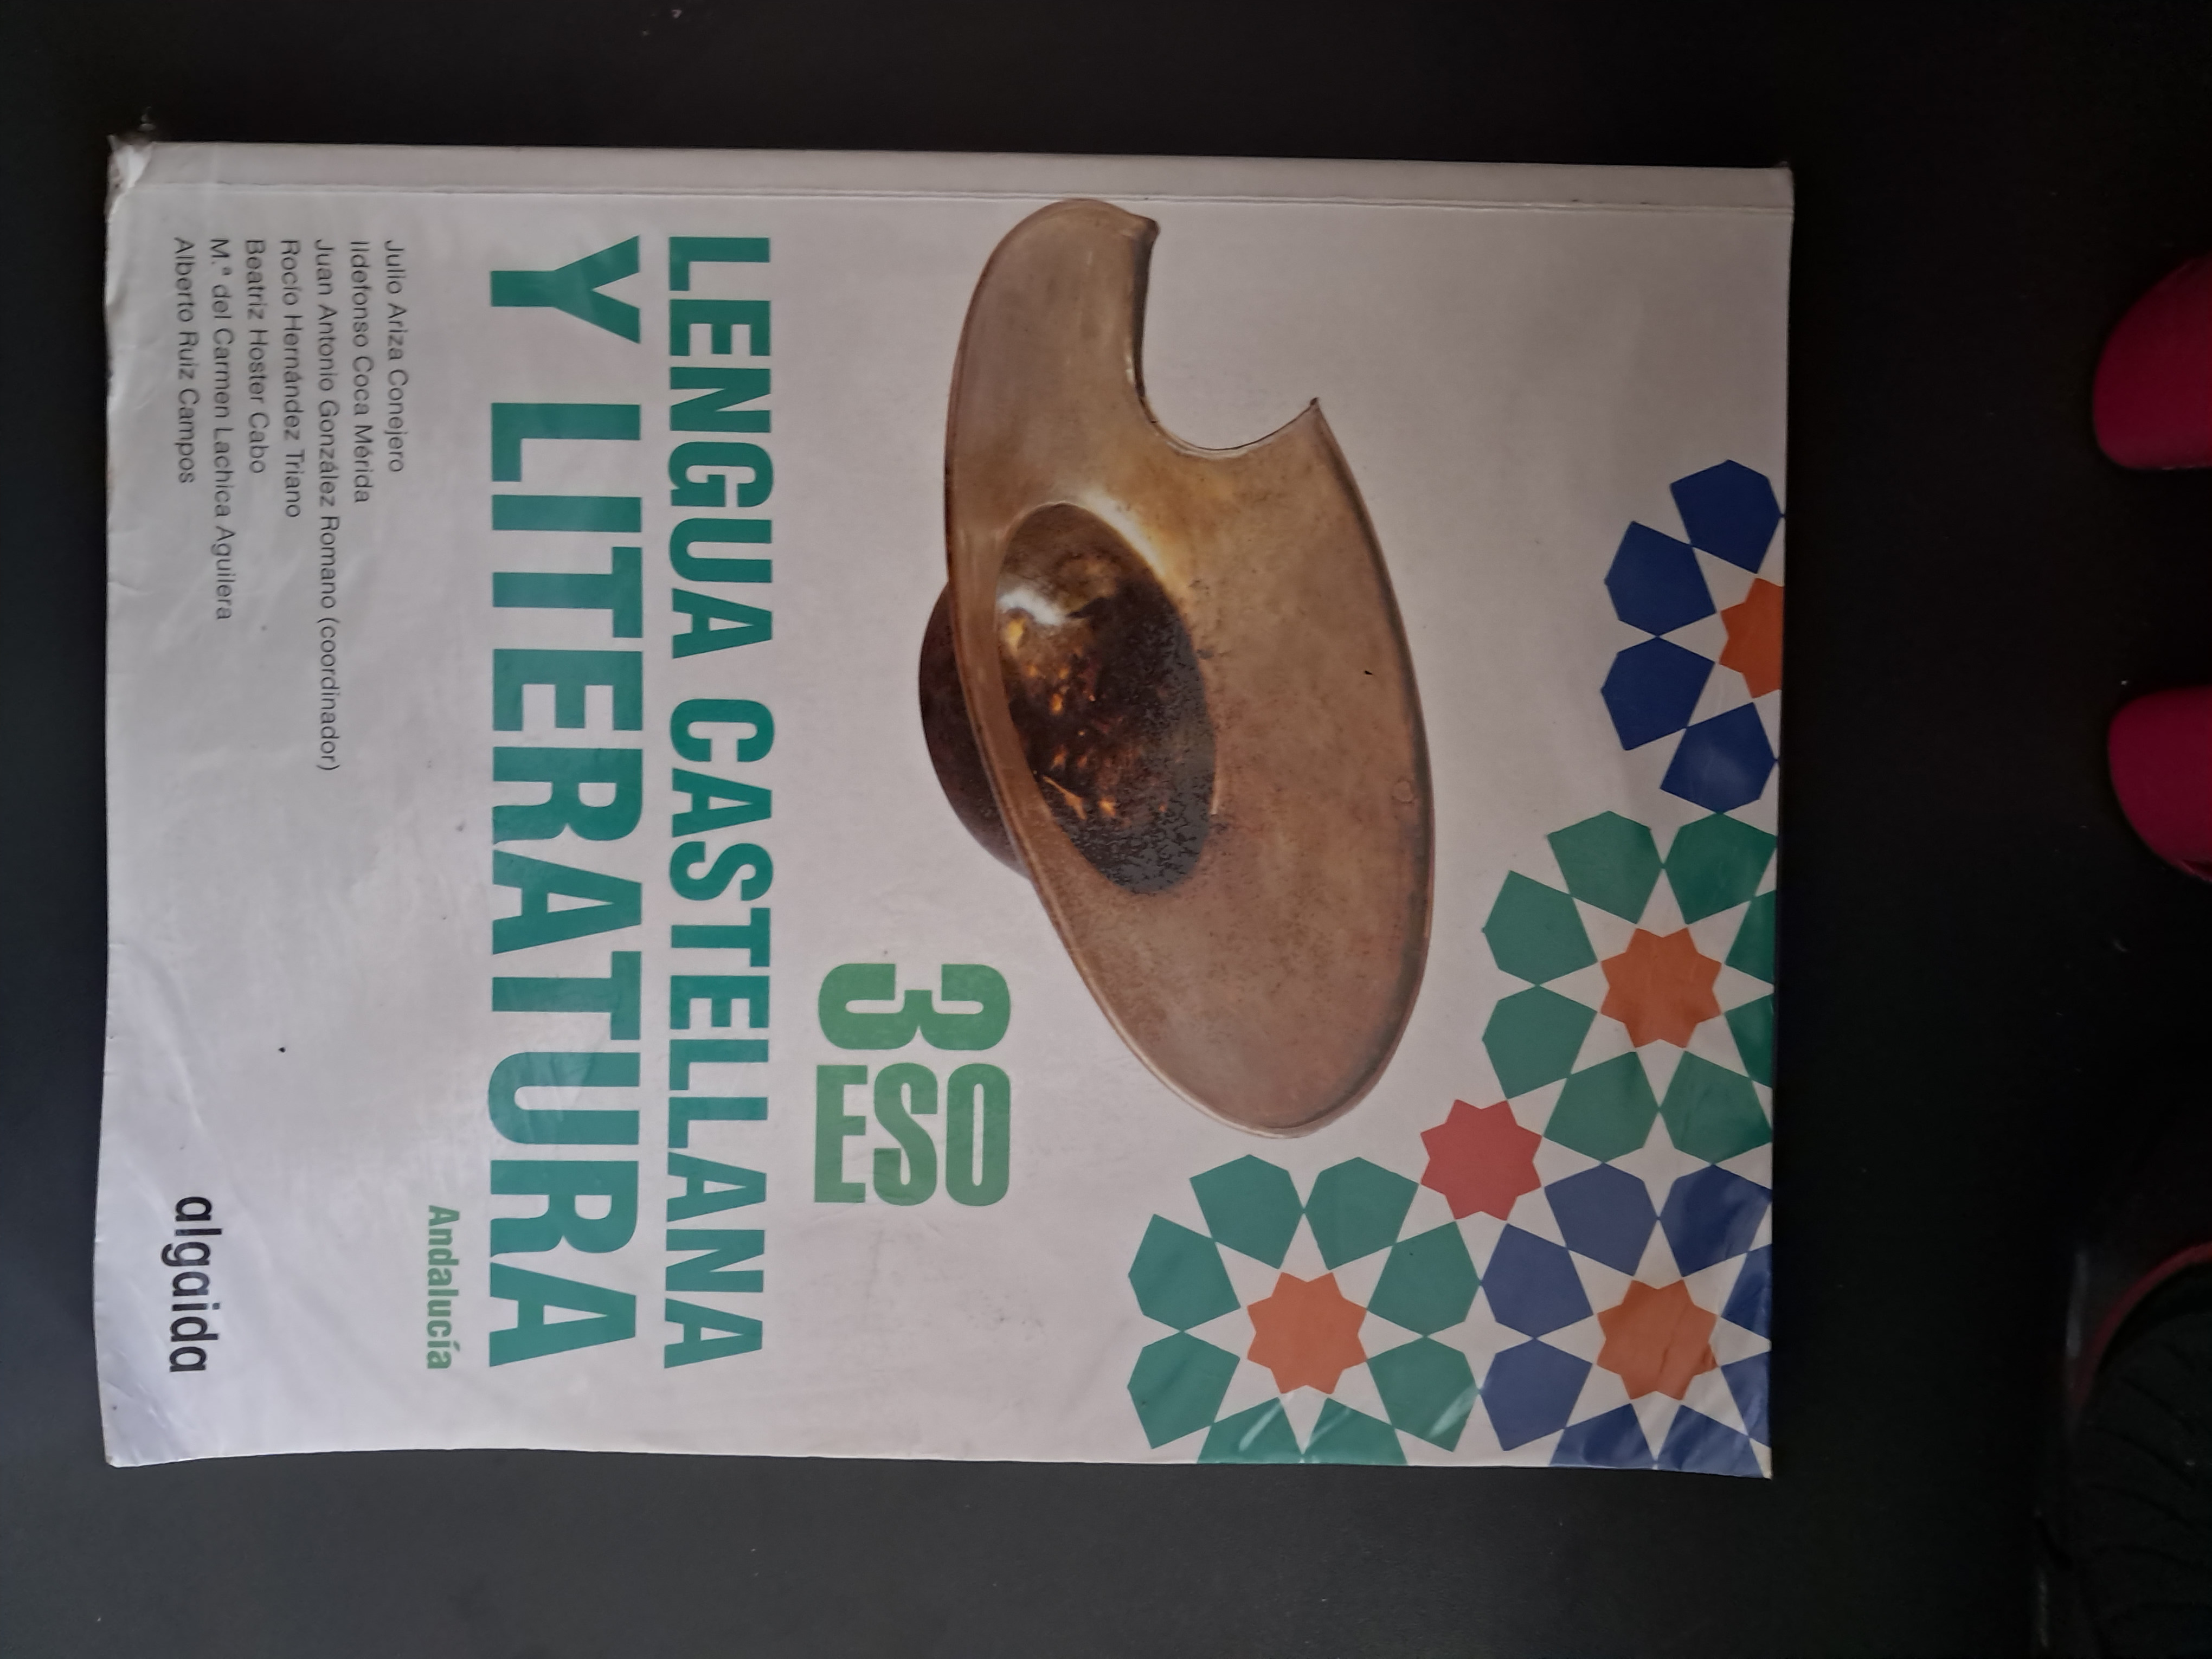 3
ESO
LENGUA CASTELLANA
Y LITERATURA
Andalucía
Julio Ariza Conejero
Ildefonso Coca Mérida
Juan Antonio González Romano (coordinador)
Rocío Hernández Triano
Beatriz Hoster Cabo
M.ª del Carmen Lachica Aguilera
Alberto Ruiz Campos
algaida